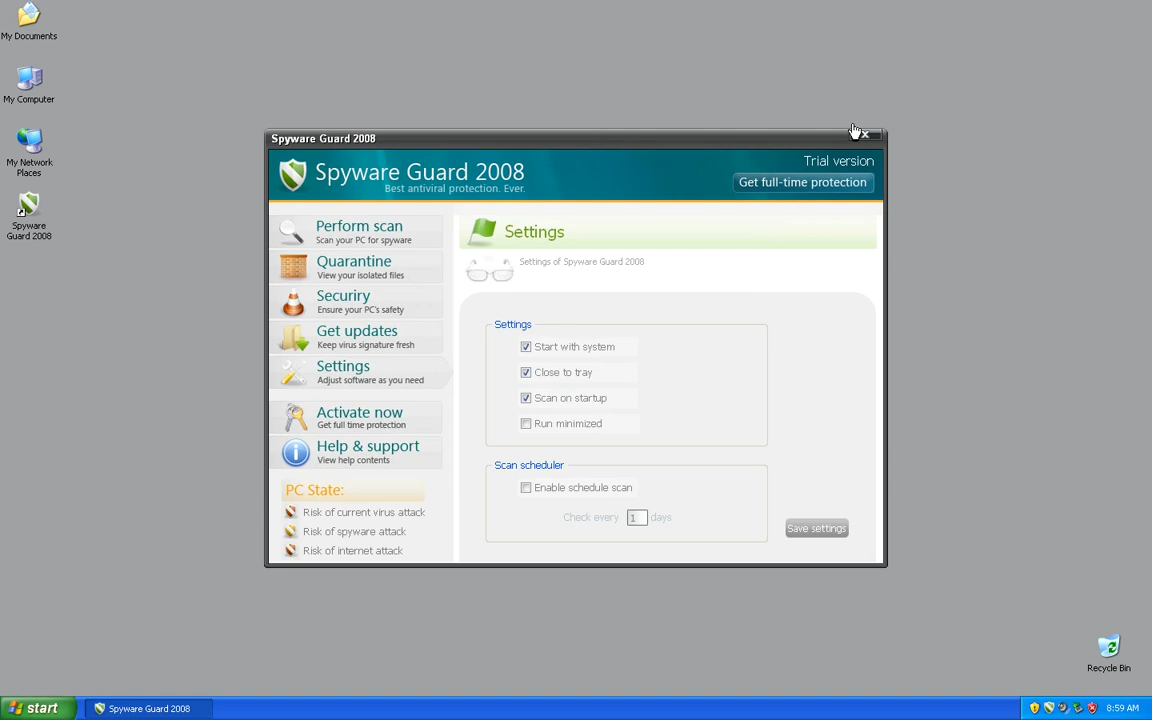 My Documents
My Computer
My Network
Places
Spyware
Guard 2008
Spyware Guard 2008
Spyware Guard 2008
Best antiviral protection. Ever.
Trial version
Get full-time protection
Perform scan
Scan your PC for spyware
Quarantine
View your isolated files
Securiry
Ensure your PC's safety
Get updates
Keep virus signature fresh
Settings
Adjust software as you need
Activate now
Get full time protection
Help & support
View help contents
PC State:
Risk of current virus attack
Risk of spyware attack
Risk of internet attack
Settings
Settings of Spyware Guard 2008
Settings
Start with system
Close to tray
Scan on startup
Run minimized
Scan scheduler
Enable schedule scan
Check every 1 days
Save settings
Recycle Bin
start
Spyware Guard 2008
8:59 AM